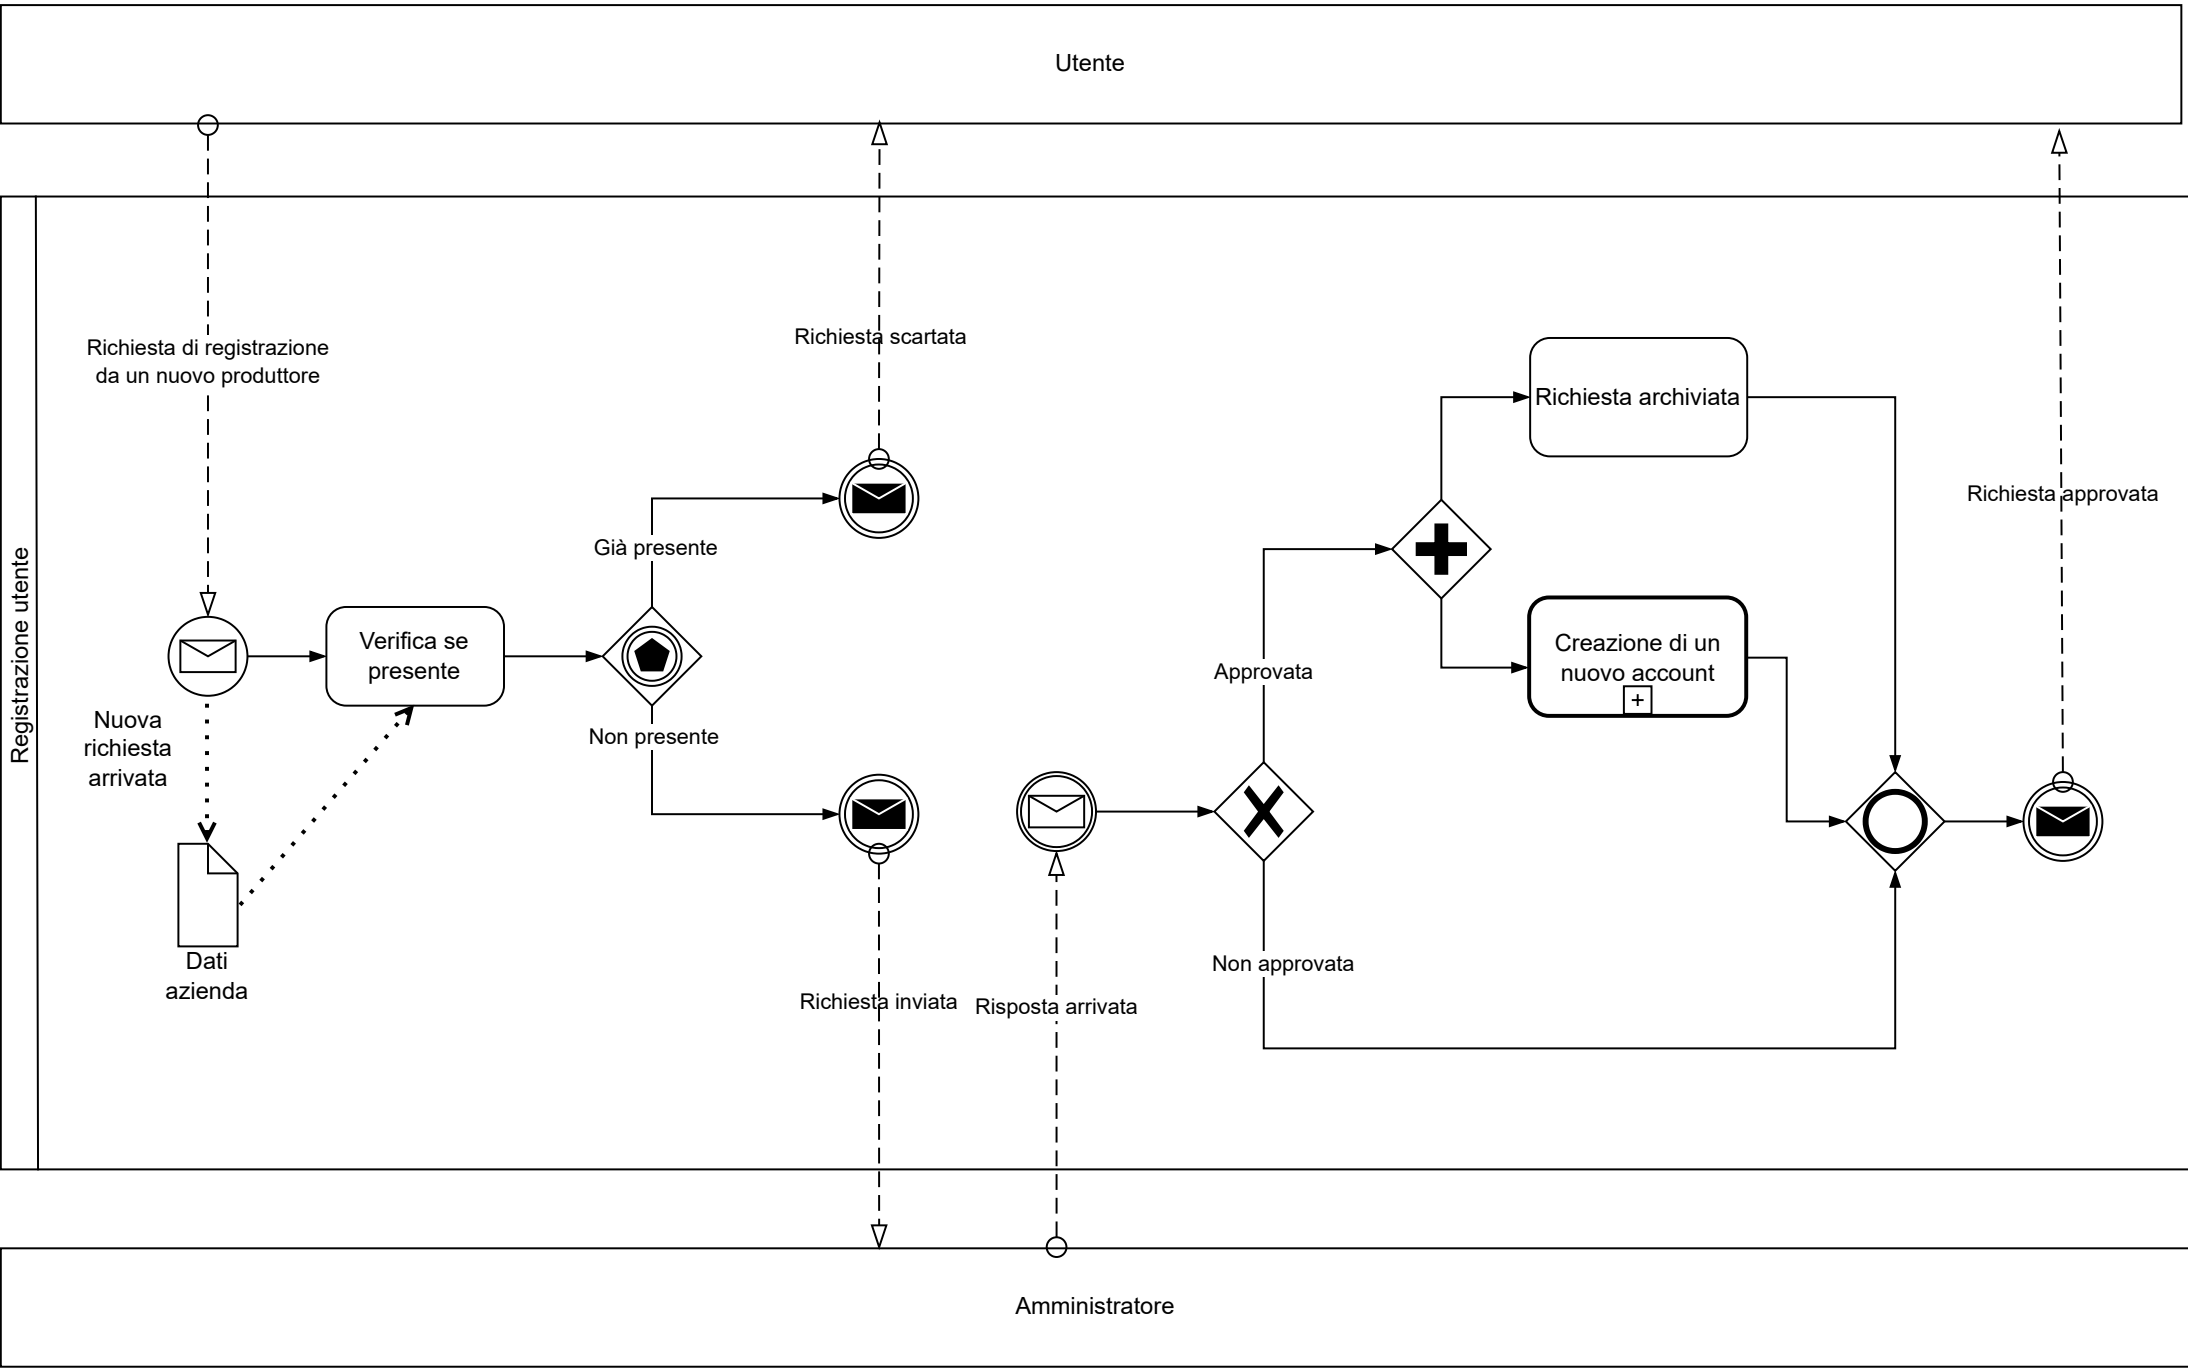 Utente
Registrazione utente
Richiesta di registrazione
da un nuovo produttore
Richiesta scartata
Richiesta archiviata
Richiesta approvata
Già presente
Verifica se
presente
Creazione di un
nuovo account
+
Approvata
Nuova
richiesta
arrivata
Non presente
Dati
azienda
Non approvata
Richiesta inviata
Risposta arrivata
Amministratore